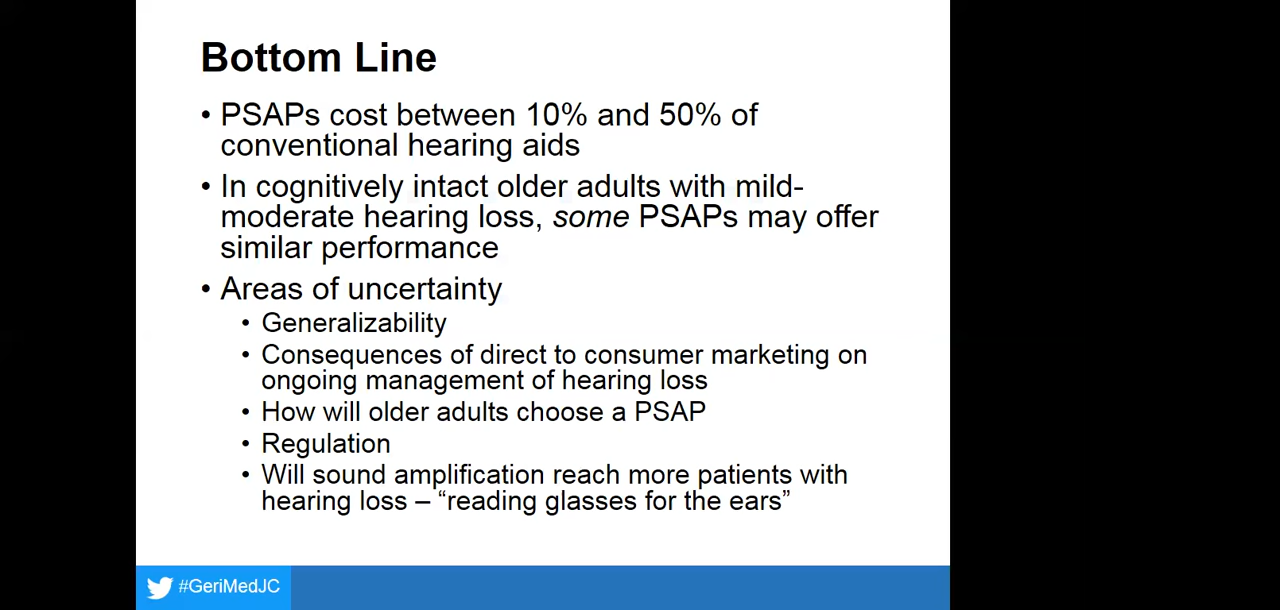 Bottom Line
• PSAPs cost between 10% and 50% of
conventional hearing aids
• In cognitively intact older adults with mild-
moderate hearing loss, some PSAPs may offer
similar performance
• Areas of uncertainty
• Generalizability
• Consequences of direct to consumer marketing on
ongoing management of hearing loss
• How will older adults choose a PSAP
• Regulation
• Will sound amplification reach more patients with
hearing loss – “reading glasses for the ears”
#GeriMedJC